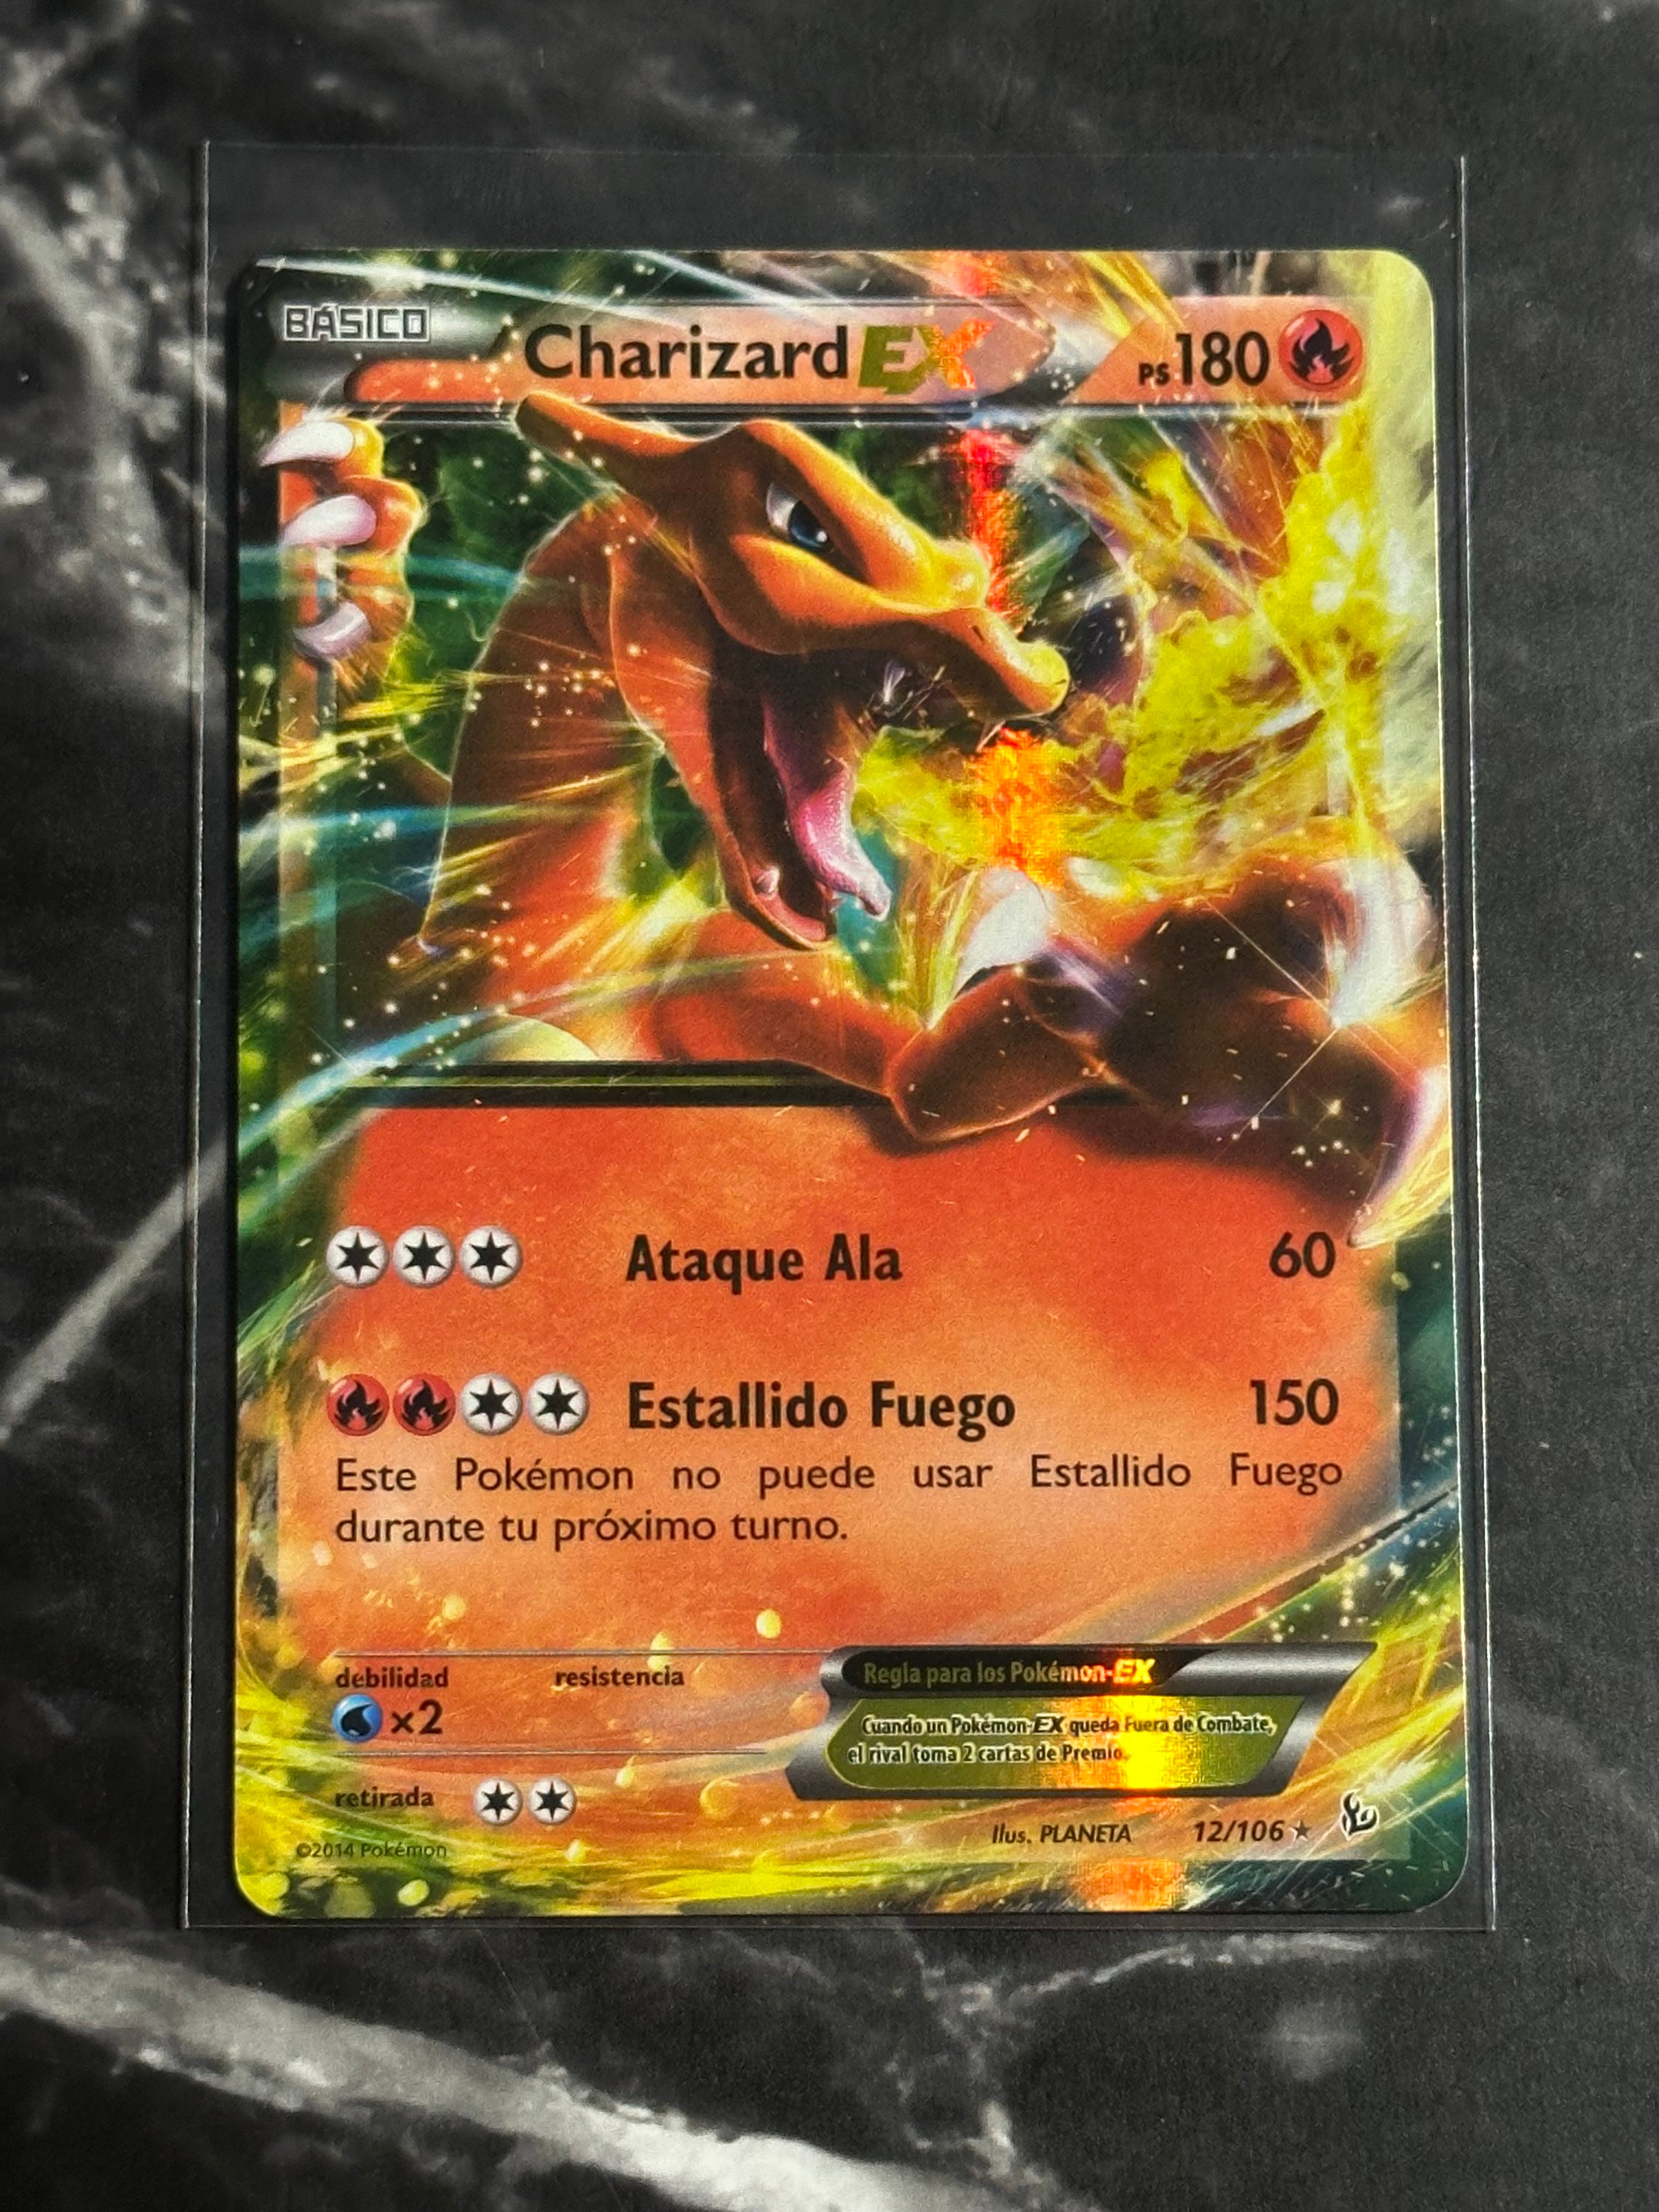 BÁSICO
Charizard EX
PS 180
Ataque Ala 60
Estallido Fuego 150
Este Pokémon no puede usar Estallido Fuego
durante tu próximo turno.
debilidad resistencia
×2
Regla para los Pokémon-EX
Cuando un Pokémon-EX queda Fuera de Combate,
el rival toma 2 cartas de Premio.
retirada
Ilus. PLANETA 12/106
©2014 Pokémon